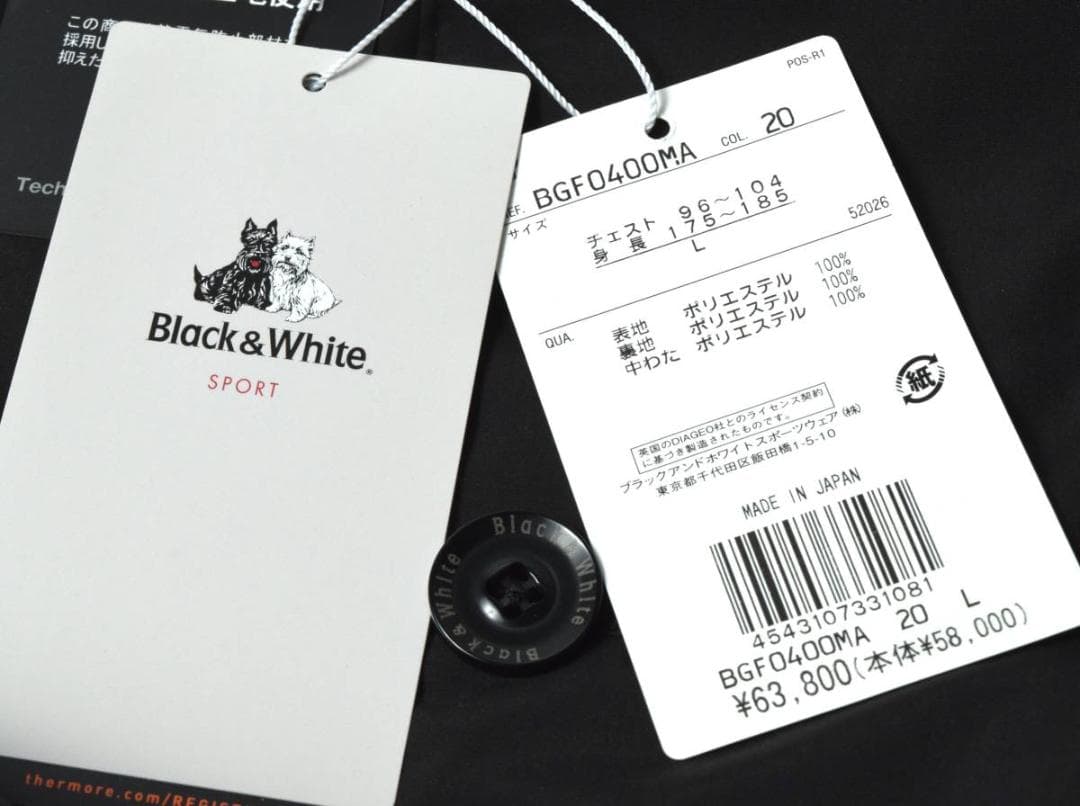 この商
採用し
抑えた
Tech
Black&White®
SPORT
thermore.com/REGIS
POS-R1
REF. BGF0400MA COL. 20
サイズ
チェスト 96~104
身長 175~185
L
52026
QUA. 表地 ポリエステル 100%
裏地 ポリエステル 100%
中わた ポリエステル 100%
紙
英国のDIAGEO社とのライセンス契約
に基づき製造されたものです。
ブラックアンドホワイトスポーツウェア(株)
東京都千代田区飯田橋1-5-10
MADE IN JAPAN
4543107331081
BGF0400MA 20 L
¥63,800(本体¥58,000)
Black&White
Black&White